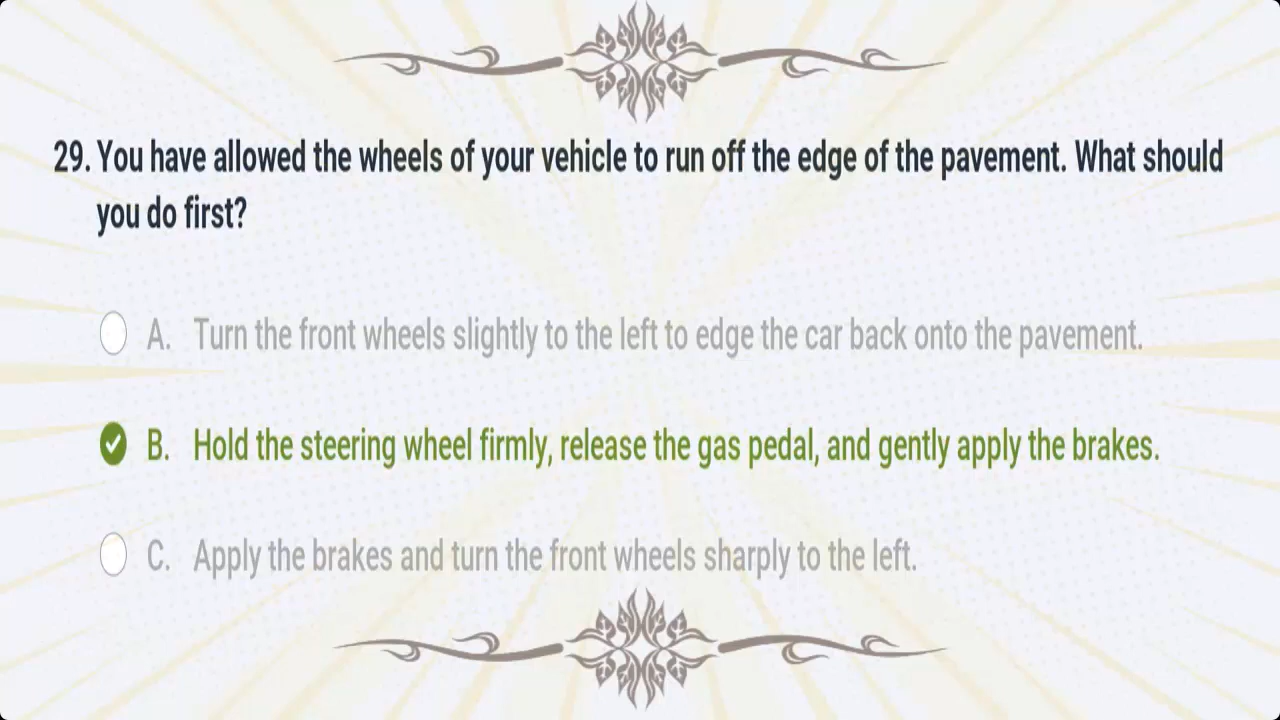 29. You have allowed the wheels of your vehicle to run off the edge of the pavement. What should
you do first?
A. Turn the front wheels slightly to the left to edge the car back onto the pavement.
B. Hold the steering wheel firmly, release the gas pedal, and gently apply the brakes.
C. Apply the brakes and turn the front wheels sharply to the left.